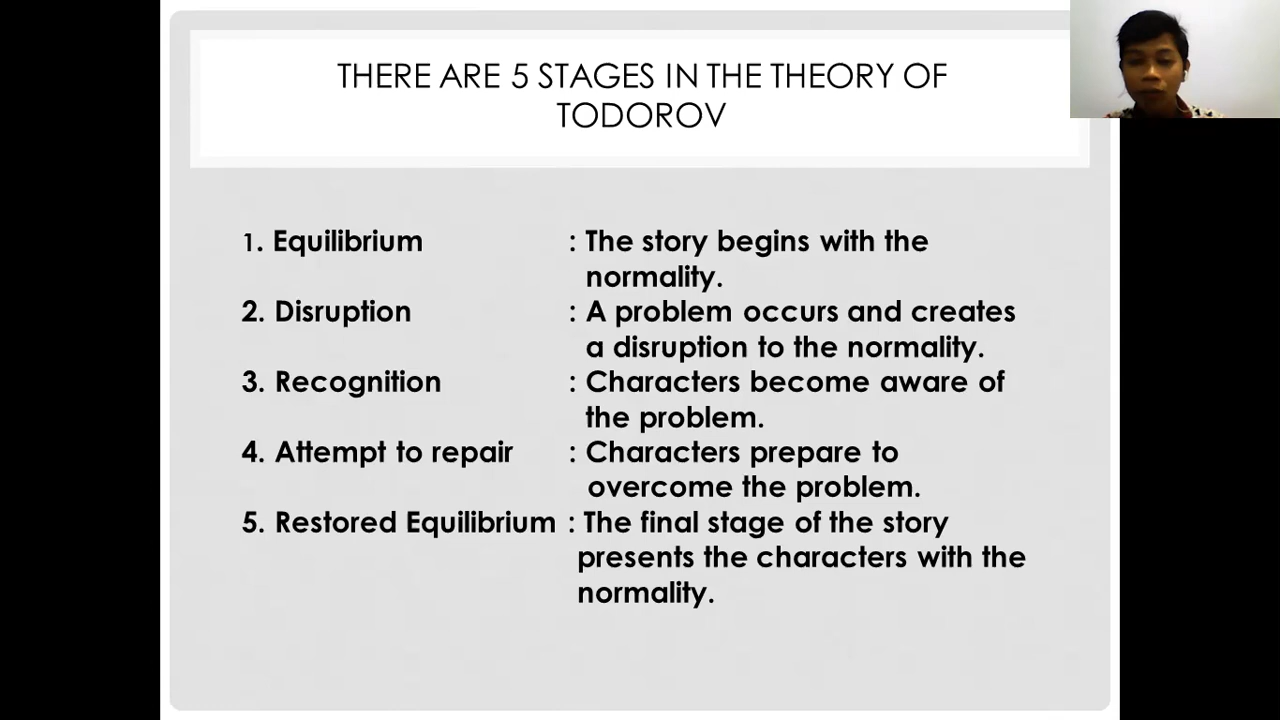 THERE ARE 5 STAGES IN THE THEORY OF
TODOROV
1. Equilibrium : The story begins with the
normality.
2. Disruption : A problem occurs and creates
a disruption to the normality.
3. Recognition : Characters become aware of
the problem.
4. Attempt to repair : Characters prepare to
overcome the problem.
5. Restored Equilibrium : The final stage of the story
presents the characters with the
normality.